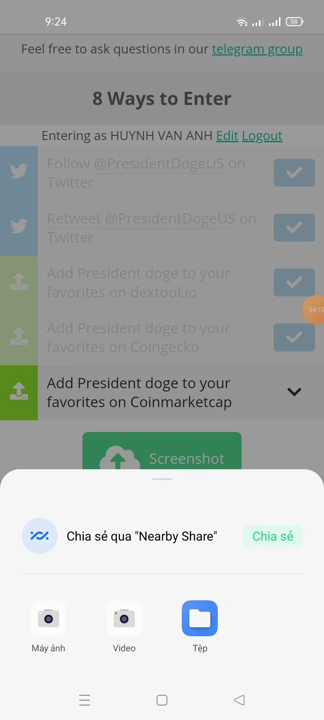 9:24
58
Feel free to ask questions in our telegram group
8 Ways to Enter
Entering as HUYNH VAN ANH Edit Logout
Follow @PresidentDogeUS on
Twitter
Retweet @PresidentDogeUS on
Twitter
Add President doge to your
favorites on dextool.io
Add President doge to your
favorites on Coingecko
Add President doge to your
favorites on Coinmarketcap
Screenshot
Chia sẻ qua "Nearby Share"
Chia sẻ
Máy ảnh
Video
Tệp